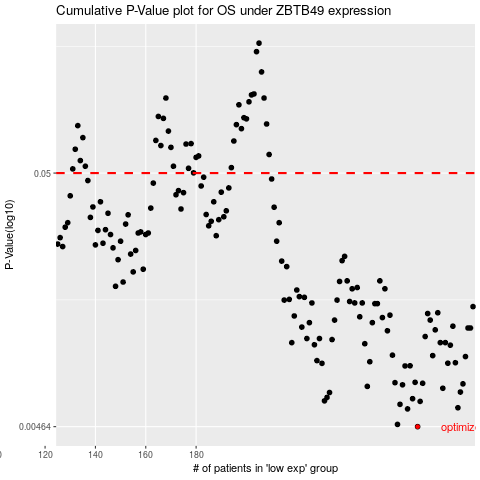 Cumulative P-Value plot for OS under ZBTB49 expression
P-Value(log10)
0.05
0.00464
optimiz
0 120 140 160 180
# of patients in 'low exp' group